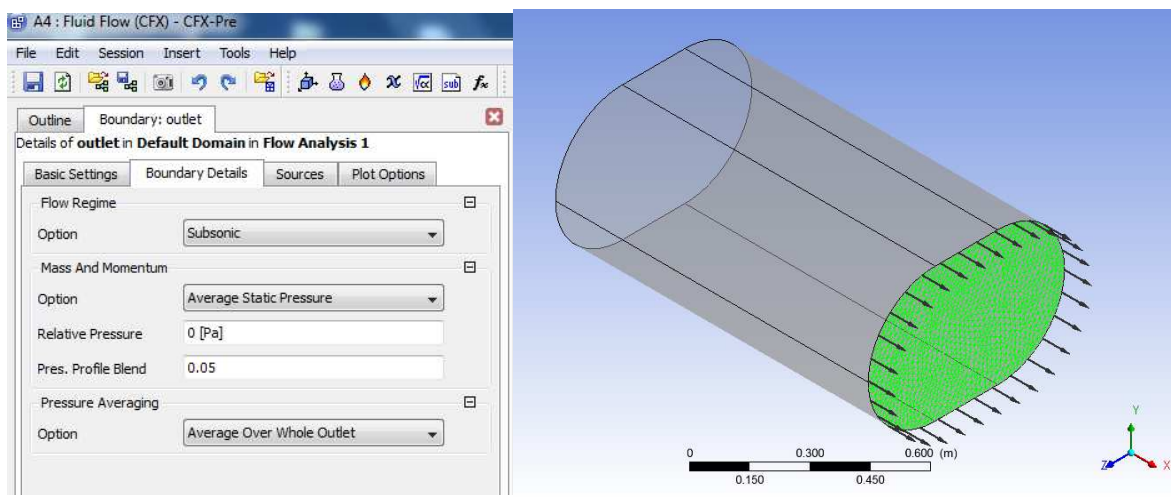 A4 : Fluid Flow (CFX) - CFX-Pre
File Edit Session Insert Tools Help
Outline Boundary: outlet
Details of outlet in Default Domain in Flow Analysis 1
Basic Settings Boundary Details Sources Plot Options
Flow Regime
Option Subsonic
Mass And Momentum
Option Average Static Pressure
Relative Pressure 0 [Pa]
Pres. Profile Blend 0.05
Pressure Averaging
Option Average Over Whole Outlet
0 0.300 0.600 (m)
0.150 0.450
Y
Z X